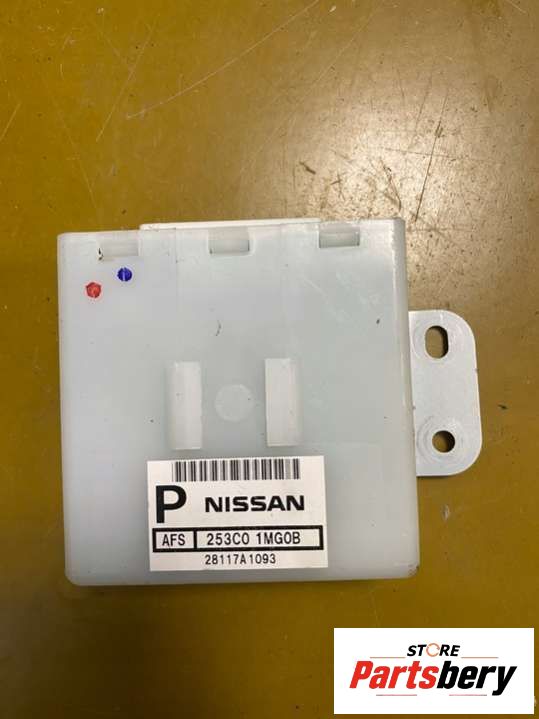 P NISSAN
AFS 253C0 1MG0B
28117A1093
STORE
Partsbery